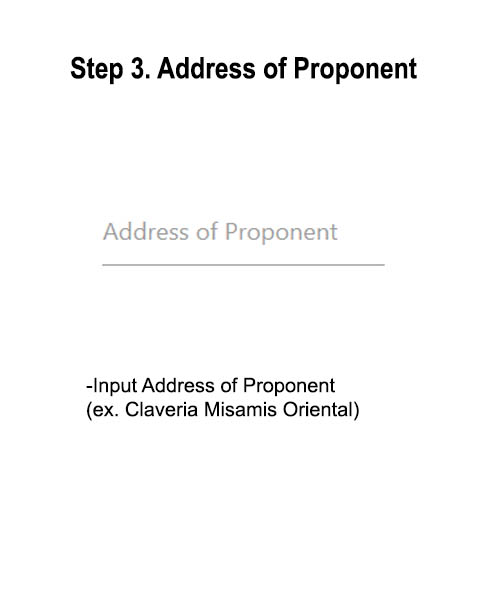 Step 3. Address of Proponent
Address of Proponent
-Input Address of Proponent
(ex. Claveria Misamis Oriental)